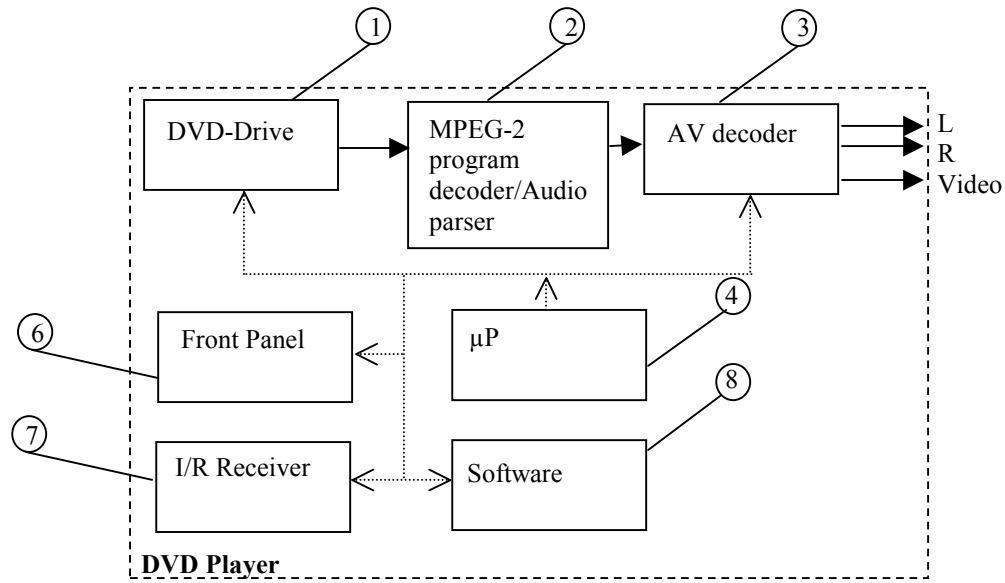 1
2
3
DVD-Drive
MPEG-2
program
decoder/Audio
parser
AV decoder
L
R
Video
6
Front Panel
µP
4
7
I/R Receiver
Software
8
DVD Player